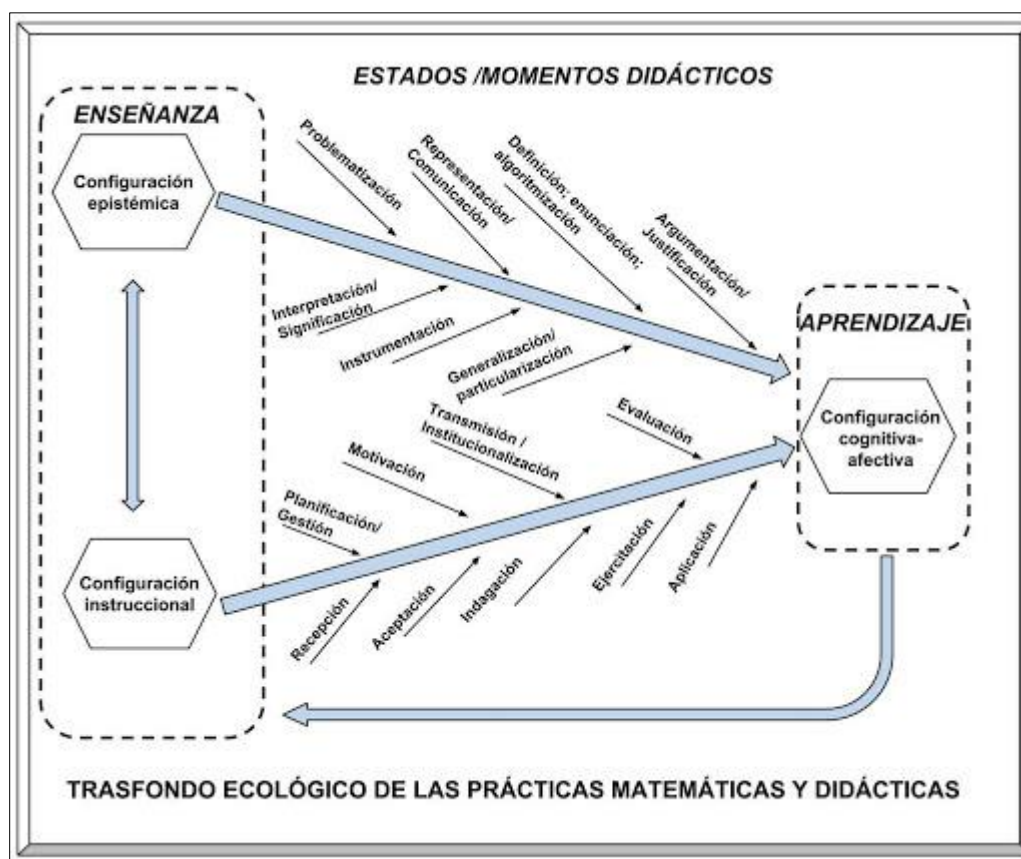 ESTADOS /MOMENTOS DIDÁCTICOS
ENSEÑANZA
Configuración
epistémica
Problematización
Representación/
Comunicación
Definición; enunciación;
algoritmización
Argumentación/
Justificación
Interpretación/
Significación
Instrumentación
Generalización/
particularización
APRENDIZAJE
Configuración
cognitiva-
afectiva
Planificación/
Gestión
Motivación
Transmisión /
Institucionalización
Evaluación
Configuración
instruccional
Recepción
Aceptación
Indagación
Ejercitación
Aplicación
TRASFONDO ECOLÓGICO DE LAS PRÁCTICAS MATEMÁTICAS Y DIDÁCTICAS